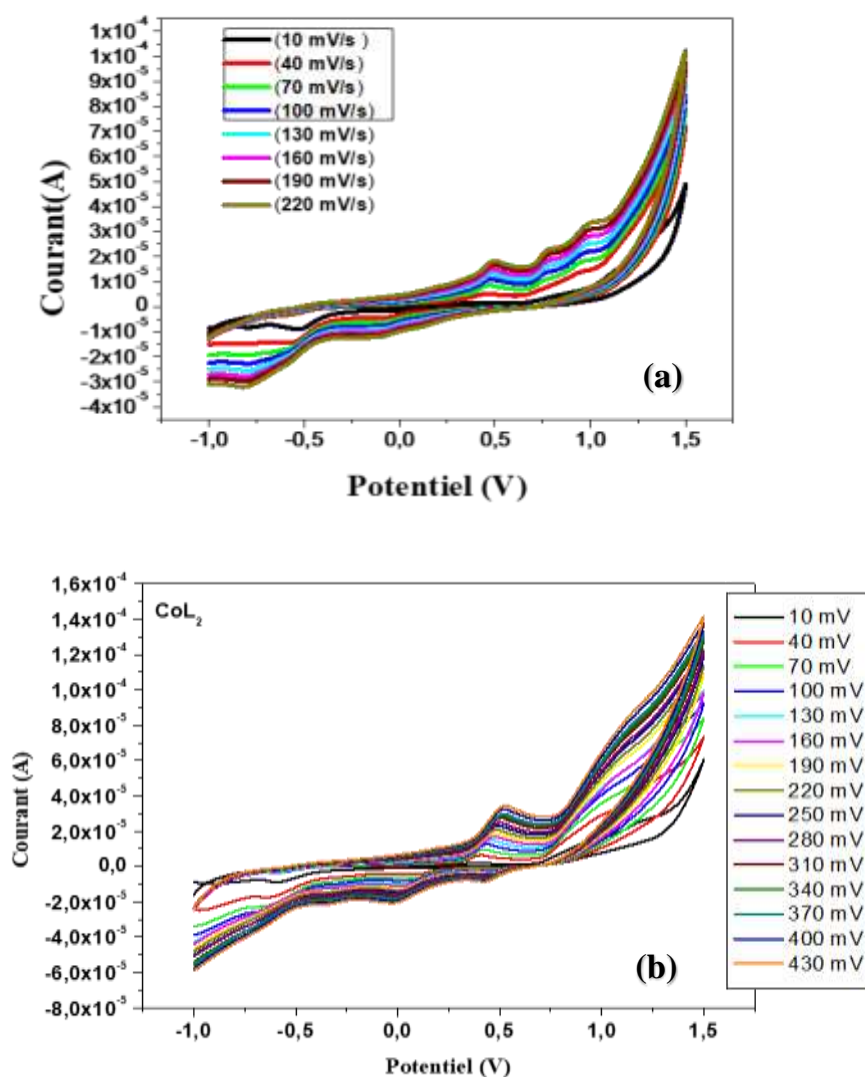 1x10⁻⁴
1x10⁻⁴
9x10⁻⁵
8x10⁻⁵
7x10⁻⁵
6x10⁻⁵
5x10⁻⁵
4x10⁻⁵
3x10⁻⁵
2x10⁻⁵
1x10⁻⁵
0
-1x10⁻⁵
-2x10⁻⁵
-3x10⁻⁵
-4x10⁻⁵
Courant(A)
(10 mV/s )
(40 mV/s)
(70 mV/s)
(100 mV/s)
(130 mV/s)
(160 mV/s)
(190 mV/s)
(220 mV/s)
(a)
-1,0 -0,5 0,0 0,5 1,0 1,5
Potentiel (V)
1,6x10⁻⁴
1,4x10⁻⁴
1,2x10⁻⁴
1,0x10⁻⁴
8,0x10⁻⁵
6,0x10⁻⁵
4,0x10⁻⁵
2,0x10⁻⁵
0,0
-2,0x10⁻⁵
-4,0x10⁻⁵
-6,0x10⁻⁵
-8,0x10⁻⁵
Courant (A)
CoL₂
10 mV
40 mV
70 mV
100 mV
130 mV
160 mV
190 mV
220 mV
250 mV
280 mV
310 mV
340 mV
370 mV
400 mV
430 mV
(b)
-1,0 -0,5 0,0 0,5 1,0 1,5
Potentiel (V)